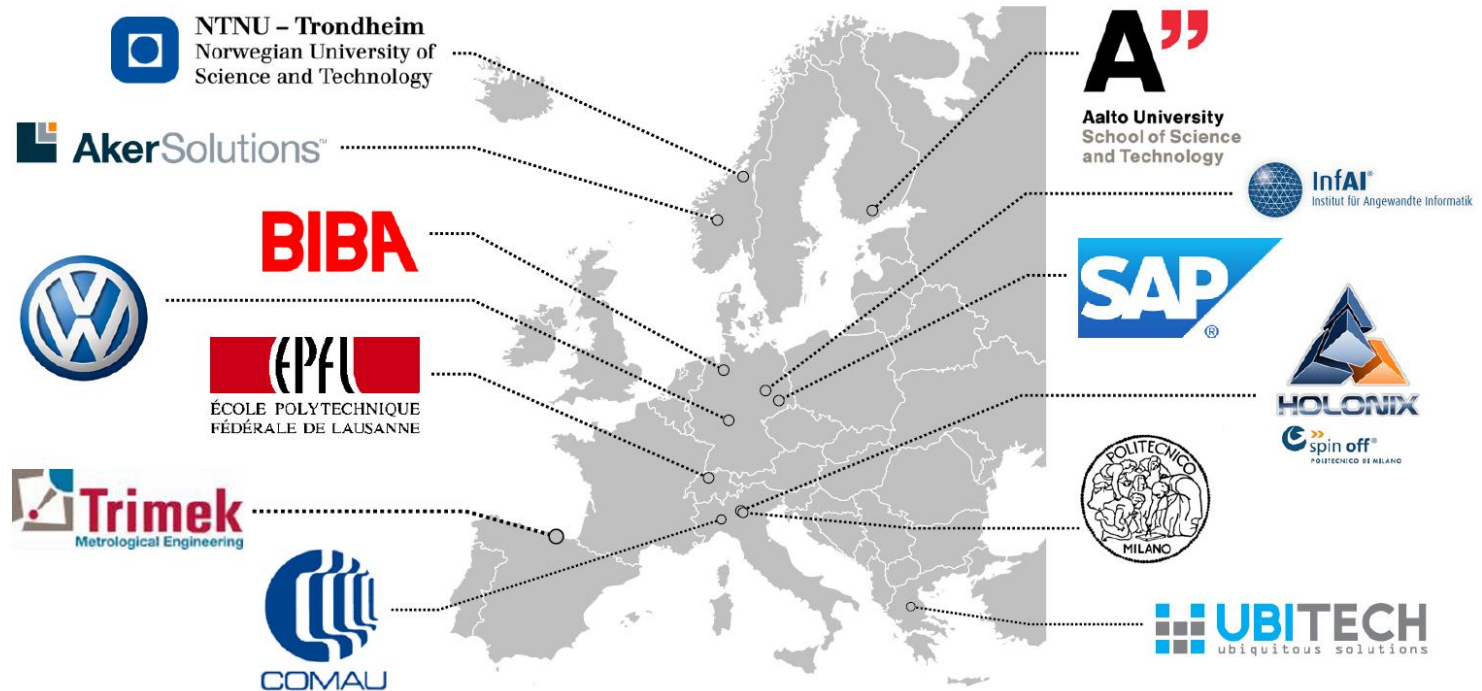 NTNU – Trondheim
Norwegian University of
Science and Technology
A”
Aalto University
School of Science
and Technology
AkerSolutions™
InfAI®
Institut für Angewandte Informatik
BIBA
SAP
®
VW
EPFL
ÉCOLE POLYTECHNIQUE
FÉDÉRALE DE LAUSANNE
HOLONIX
spin off®
POLITECNICO DI MILANO
POLITECNICO
MILANO
Trimek
Metrological Engineering
COMAU
UBITECH
ubiquitous solutions